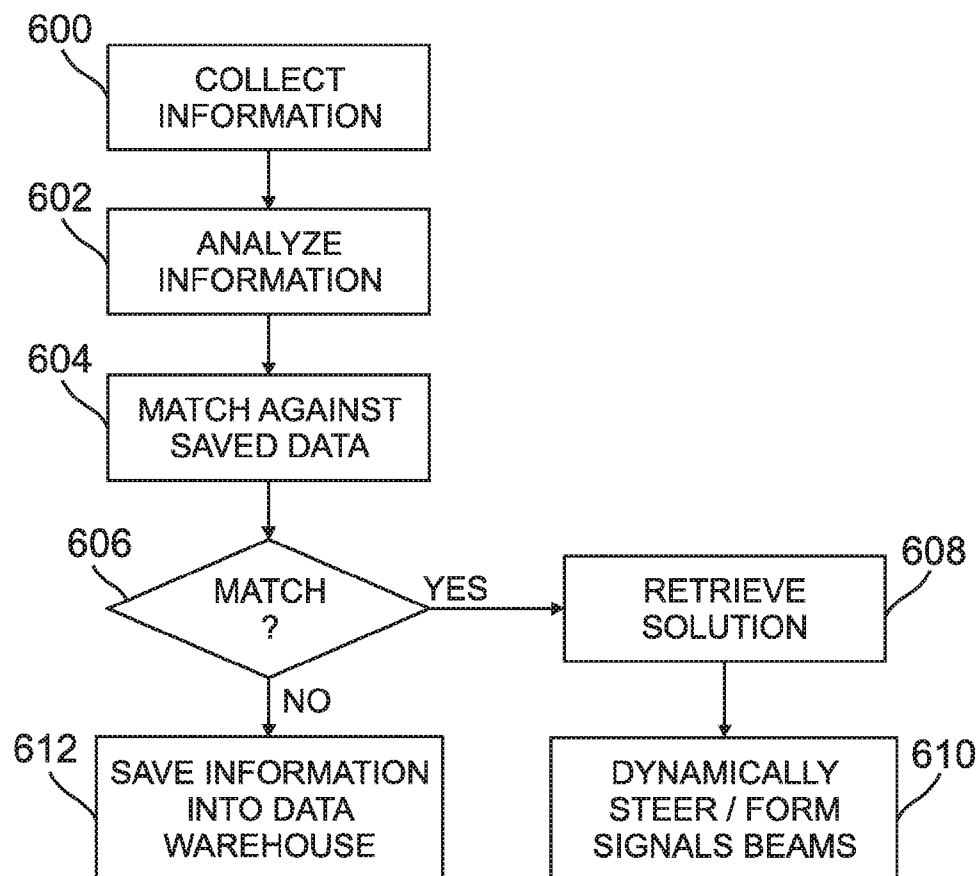 600
COLLECT
INFORMATION
602
ANALYZE
INFORMATION
604
MATCH AGAINST
SAVED DATA
606
MATCH
?
YES
608
RETRIEVE
SOLUTION
NO
612
SAVE INFORMATION
INTO DATA
WAREHOUSE
610
DYNAMICALLY
STEER / FORM
SIGNALS BEAMS